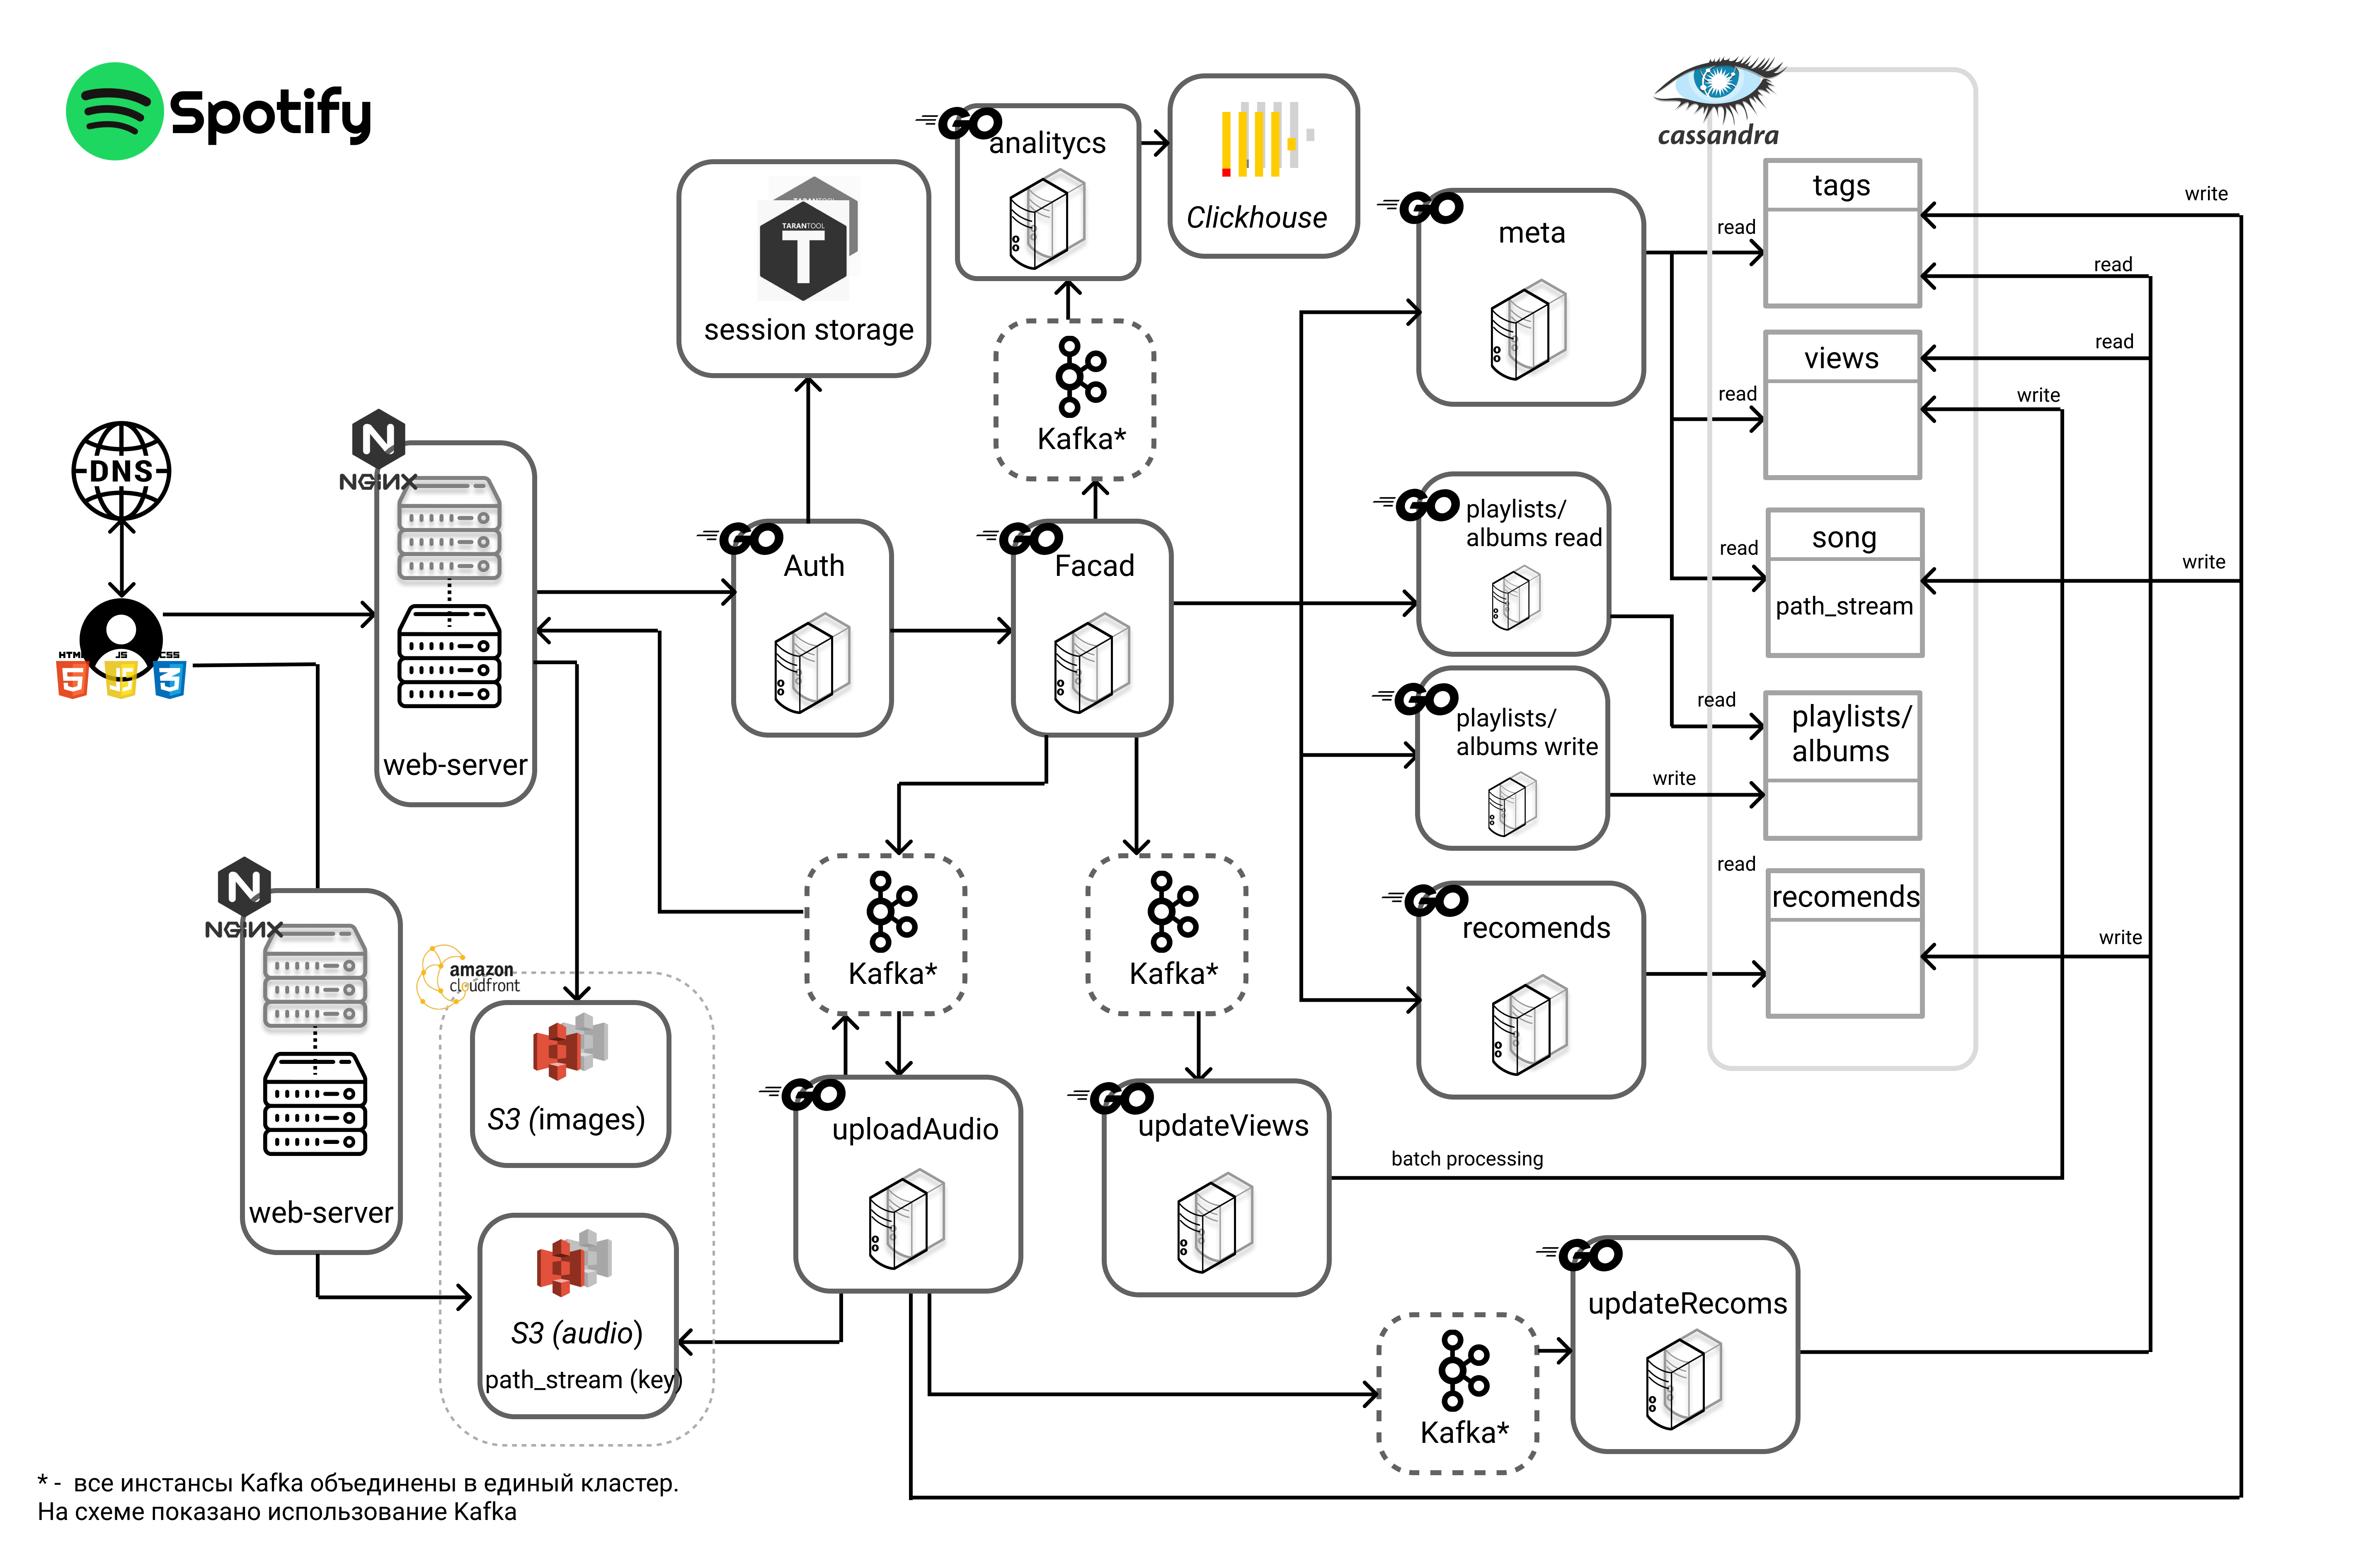 Spotify
DNS
HTML
JS
CSS
5
JS
3
NGINX
web-server
NGINX
web-server
amazon
cloudfront
S3 (images)
S3 (audio)
path_stream (key)
TARANTOOL
TARANTOOL
T
session storage
GO
analitycs
Clickhouse
Kafka*
GO
Auth
GO
Facad
Kafka*
Kafka*
GO
uploadAudio
GO
updateViews
batch processing
Kafka*
GO
updateRecoms
GO
meta
GO
playlists/
albums read
GO
playlists/
albums write
GO
recomends
read
read
read
read
write
read
cassandra
tags
views
song
path_stream
playlists/
albums
recomends
write
read
read
write
write
write
* - все инстансы Kafka объединены в единый кластер.
На схеме показано использование Kafka